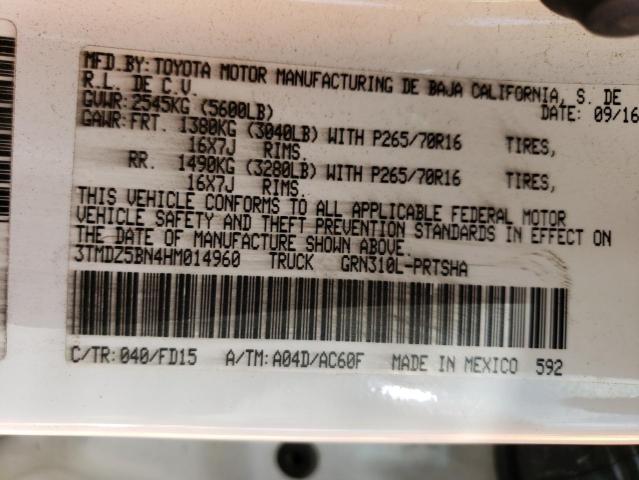 MFD.BY:TOYOTA MOTOR MANUFACTURING DE BAJA CALIFORNIA, S. DE
R.L. DE C.V. DATE: 09/16
GVWR:2545KG (5600LB)
GAWR:FRT. 1380KG (3040LB) WITH P265/70R16 TIRES,
16X7J RIMS.
RR. 1490KG (3280LB) WITH P265/70R16 TIRES,
16X7J RIMS.
THIS VEHICLE CONFORMS TO ALL APPLICABLE FEDERAL MOTOR
VEHICLE SAFETY AND THEFT PREVENTION STANDARDS IN EFFECT ON
THE DATE OF MANUFACTURE SHOWN ABOVE.
3TMDZ5BN4HM014960 TRUCK GRN310L-PRTSHA
C/TR:040/FD15 A/TM:A04D/AC60F MADE IN MEXICO 592